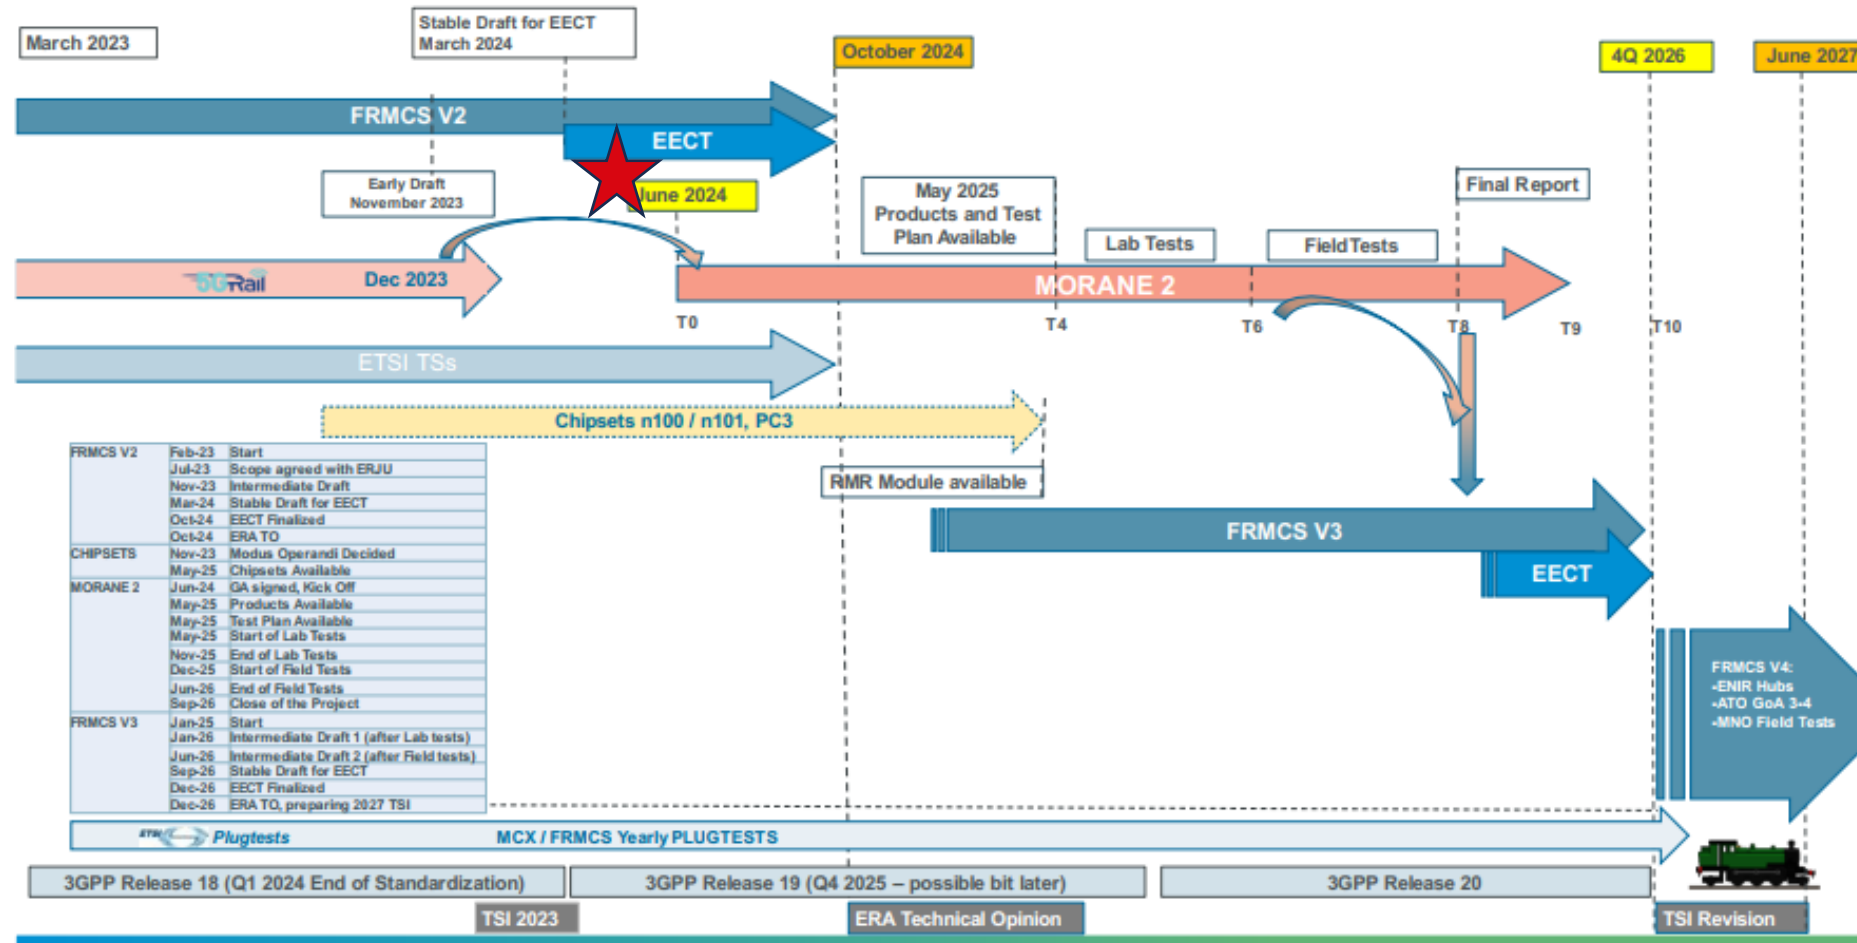 March 2023
Stable Draft for EECT
March 2024
October 2024
4Q 2026
June 2027
FRMCS V2
EECT
Early Draft
November 2023
June 2024
May 2025
Products and Test
Plan Available
Lab Tests
Field Tests
Final Report
5GRail
Dec 2023
MORANE 2
T0
T4
T6
T8
T9
T10
ETSI TSs
Chipsets n100 / n101, PC3
RMR Module available
FRMCS V3
EECT
FRMCS V2 Feb-23 Start
Jul-23 Scope agreed with ERJU
Nov-23 Intermediate Draft
Mar-24 Stable Draft for EECT
Oct-24 EECT Finalized
Oct-24 ERA TO
CHIPSETS Nov-23 Modus Operandi Decided
May-25 Chipsets Available
MORANE 2 Jun-24 GA signed, Kick Off
May-25 Products Available
May-25 Test Plan Available
May-25 Start of Lab Tests
Nov-25 End of Lab Tests
Dec-25 Start of Field Tests
Jun-26 End of Field Tests
Sep-26 Close of the Project
FRMCS V3 Jan-25 Start
Jan-26 Intermediate Draft 1 (after Lab tests)
Jun-26 Intermediate Draft 2 (after Field tests)
Sep-26 Stable Draft for EECT
Dec-26 EECT Finalized
Dec-26 ERA TO, preparing 2027 TSI
FRMCS V4:
-ENIR Hubs
-ATO GoA 3-4
-MNO Field Tests
ETSI Plugtests
MCX / FRMCS Yearly PLUGTESTS
3GPP Release 18 (Q1 2024 End of Standardization)
3GPP Release 19 (Q4 2025 – possible bit later)
3GPP Release 20
TSI 2023
ERA Technical Opinion
TSI Revision